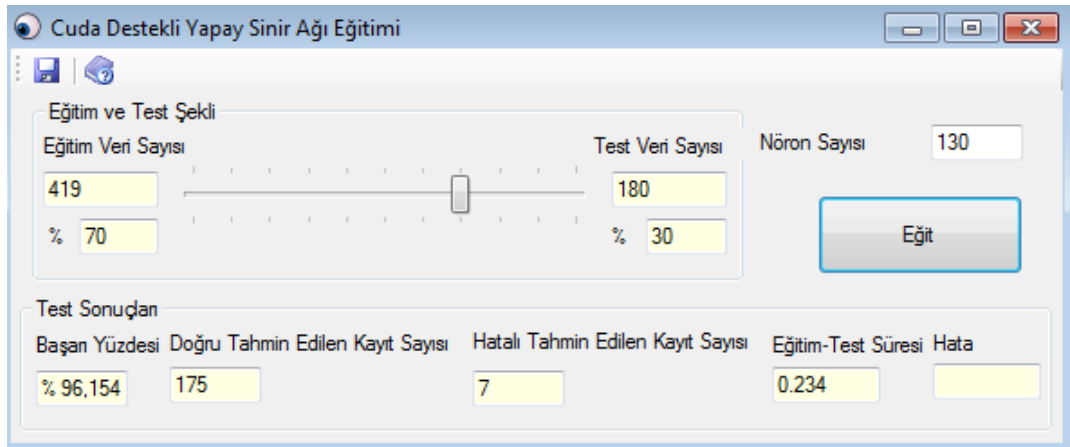 Cuda Destekli Yapay Sinir Ağı Eğitimi
Eğitim ve Test Şekli
Eğitim Veri Sayısı
Test Veri Sayısı
Nöron Sayısı
130
419
180
% 70
% 30
Eğit
Test Sonuçları
Başarı Yüzdesi
Doğru Tahmin Edilen Kayıt Sayısı
Hatalı Tahmin Edilen Kayıt Sayısı
Eğitim-Test Süresi
Hata
% 96,154
175
7
0.234